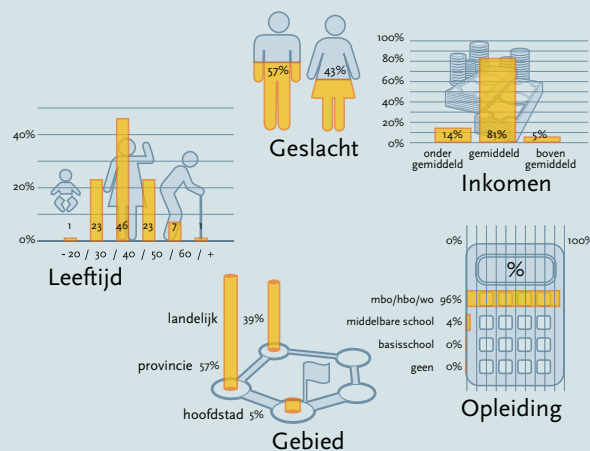 57% 43%
Geslacht
100%
80%
60%
40%
20%
0%
14% 81% 5%
onder gemiddeld boven
gemiddeld gemiddeld
Inkomen
40%
20%
0%
1 23 46 23 7 1
- 20 / 30 / 40 / 50 / 60 / +
Leeftijd
landelijk 39%
provincie 57%
hoofdstad 5%
Gebied
0% 100%
%
mbo/hbo/wo 96%
middelbare school 4%
basisschool 0%
geen 0%
Opleiding